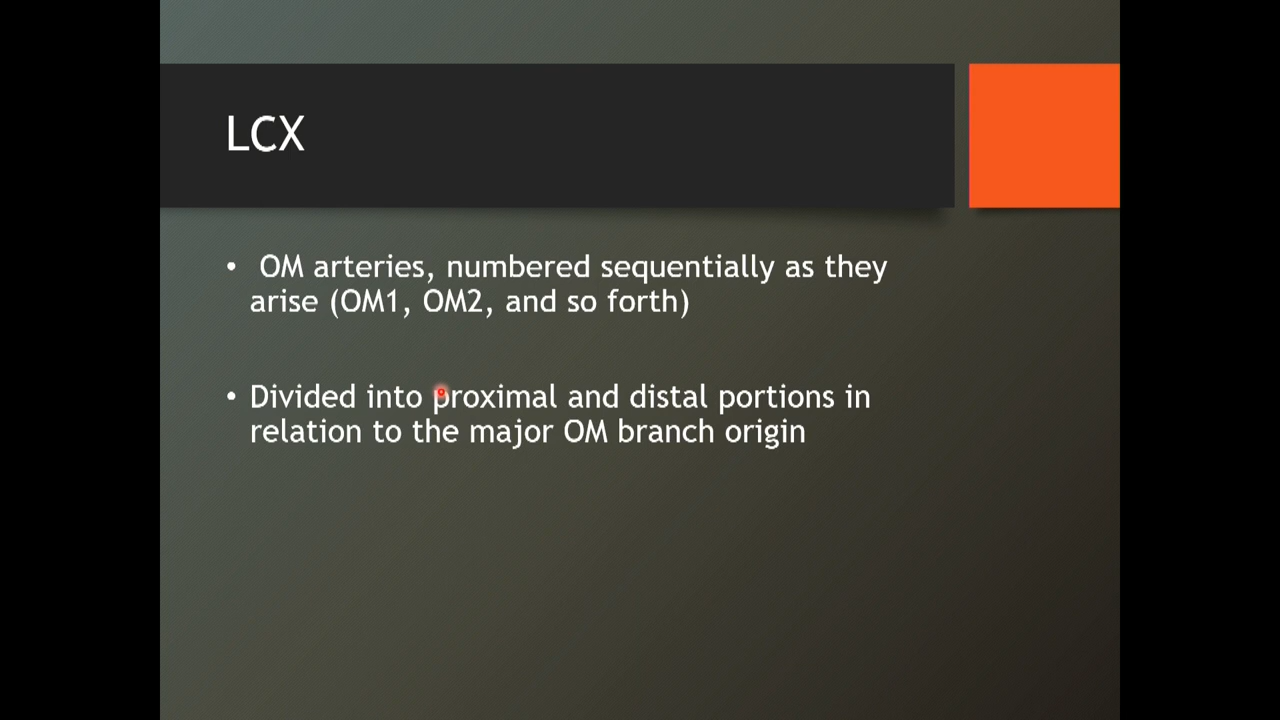 LCX
• OM arteries, numbered sequentially as they
arise (OM1, OM2, and so forth)
• Divided into proximal and distal portions in
relation to the major OM branch origin